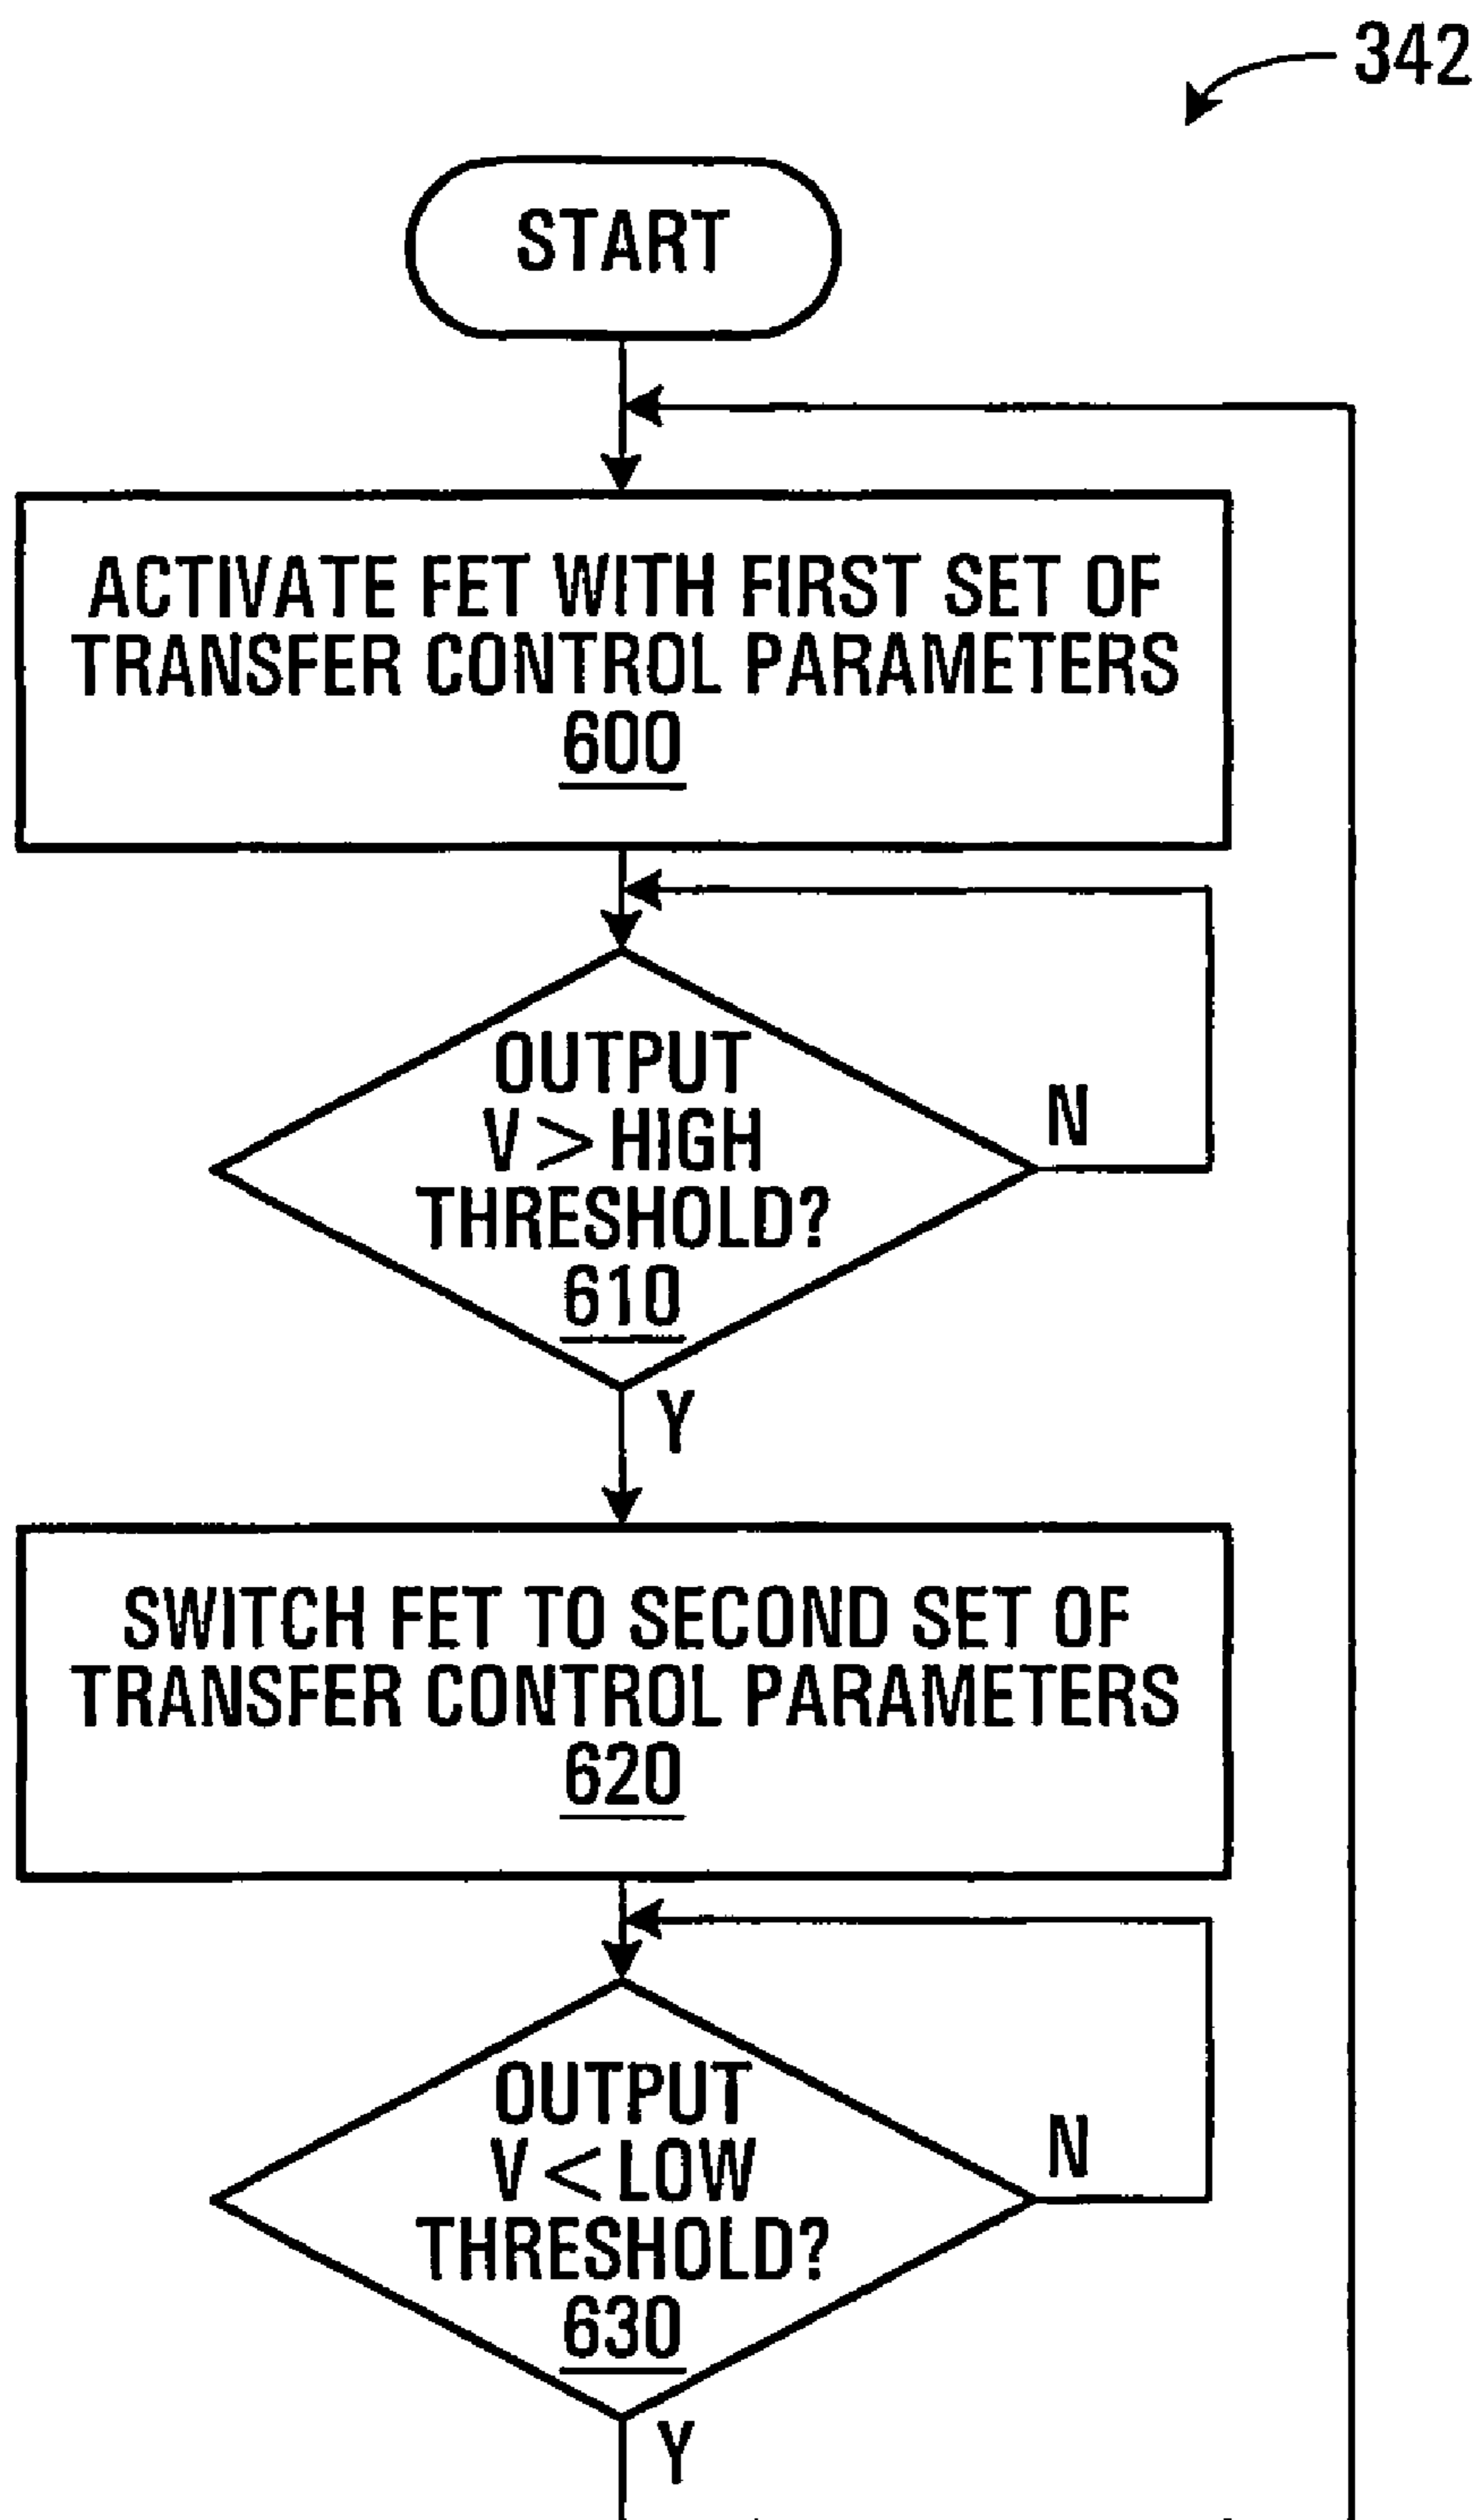 342
START
ACTIVATE FET WITH FIRST SET OF
TRANSFER CONTROL PARAMETERS
600
OUTPUT
V > HIGH
THRESHOLD?
610
N
Y
SWITCH FET TO SECOND SET OF
TRANSFER CONTROL PARAMETERS
620
OUTPUT
V < LOW
THRESHOLD?
630
N
Y